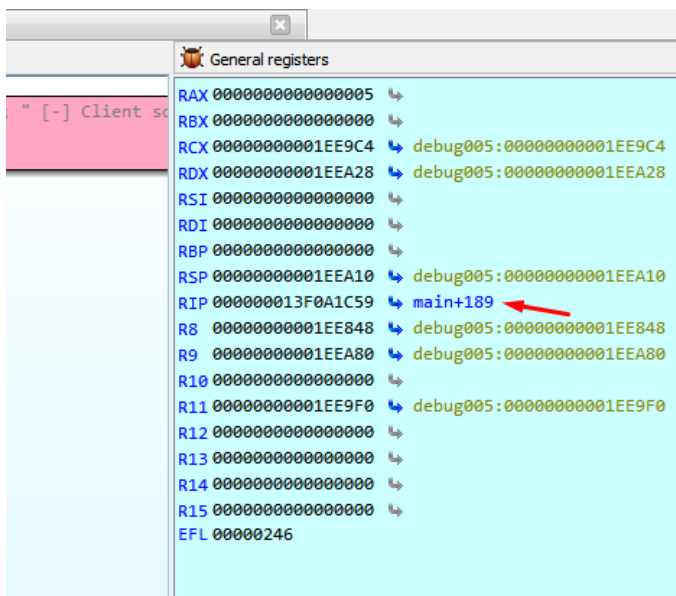 General registers
" [-] Client so
RAX 0000000000000005
RBX 0000000000000000
RCX 00000000001EE9C4 debug005:00000000001EE9C4
RDX 00000000001EEA28 debug005:00000000001EEA28
RSI 0000000000000000
RDI 0000000000000000
RBP 0000000000000000
RSP 00000000001EEA10 debug005:00000000001EEA10
RIP 000000013F0A1C59 main+189
R8 00000000001EE848 debug005:00000000001EE848
R9 00000000001EEA80 debug005:00000000001EEA80
R10 0000000000000000
R11 00000000001EE9F0 debug005:00000000001EE9F0
R12 0000000000000000
R13 0000000000000000
R14 0000000000000000
R15 0000000000000000
EFL 00000246